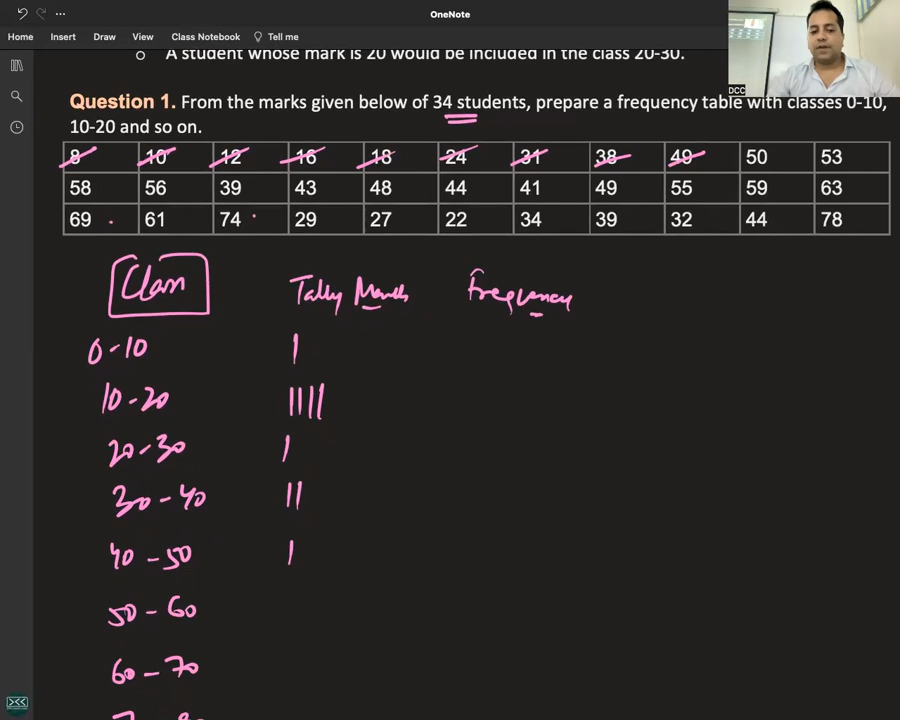 OneNote
Home Insert Draw View Class Notebook Tell me
o A student whose mark is 20 would be included in the class 20-30.
Question 1. From the marks given below of 34 students, prepare a frequency table with classes 0-10,
10-20 and so on.
8 10 12 16 18 24 31 38 49 50 53
58 56 39 43 48 44 41 49 55 59 63
69 61 74 29 27 22 34 39 32 44 78
Class Tally Marks Frequency
0-10 |
10-20 ||||
20-30 |
30-40 ||
40-50 |
50-60
60-70
DCC